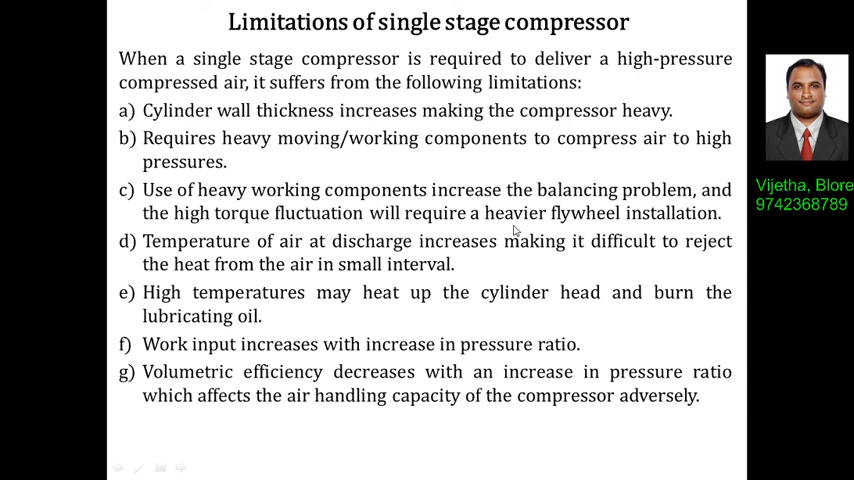 Limitations of single stage compressor
When a single stage compressor is required to deliver a high-pressure
compressed air, it suffers from the following limitations:
a) Cylinder wall thickness increases making the compressor heavy.
b) Requires heavy moving/working components to compress air to high
pressures.
c) Use of heavy working components increase the balancing problem, and
the high torque fluctuation will require a heavier flywheel installation.
d) Temperature of air at discharge increases making it difficult to reject
the heat from the air in small interval.
e) High temperatures may heat up the cylinder head and burn the
lubricating oil.
f) Work input increases with increase in pressure ratio.
g) Volumetric efficiency decreases with an increase in pressure ratio
which affects the air handling capacity of the compressor adversely.
Vijetha, Blore
9742368789